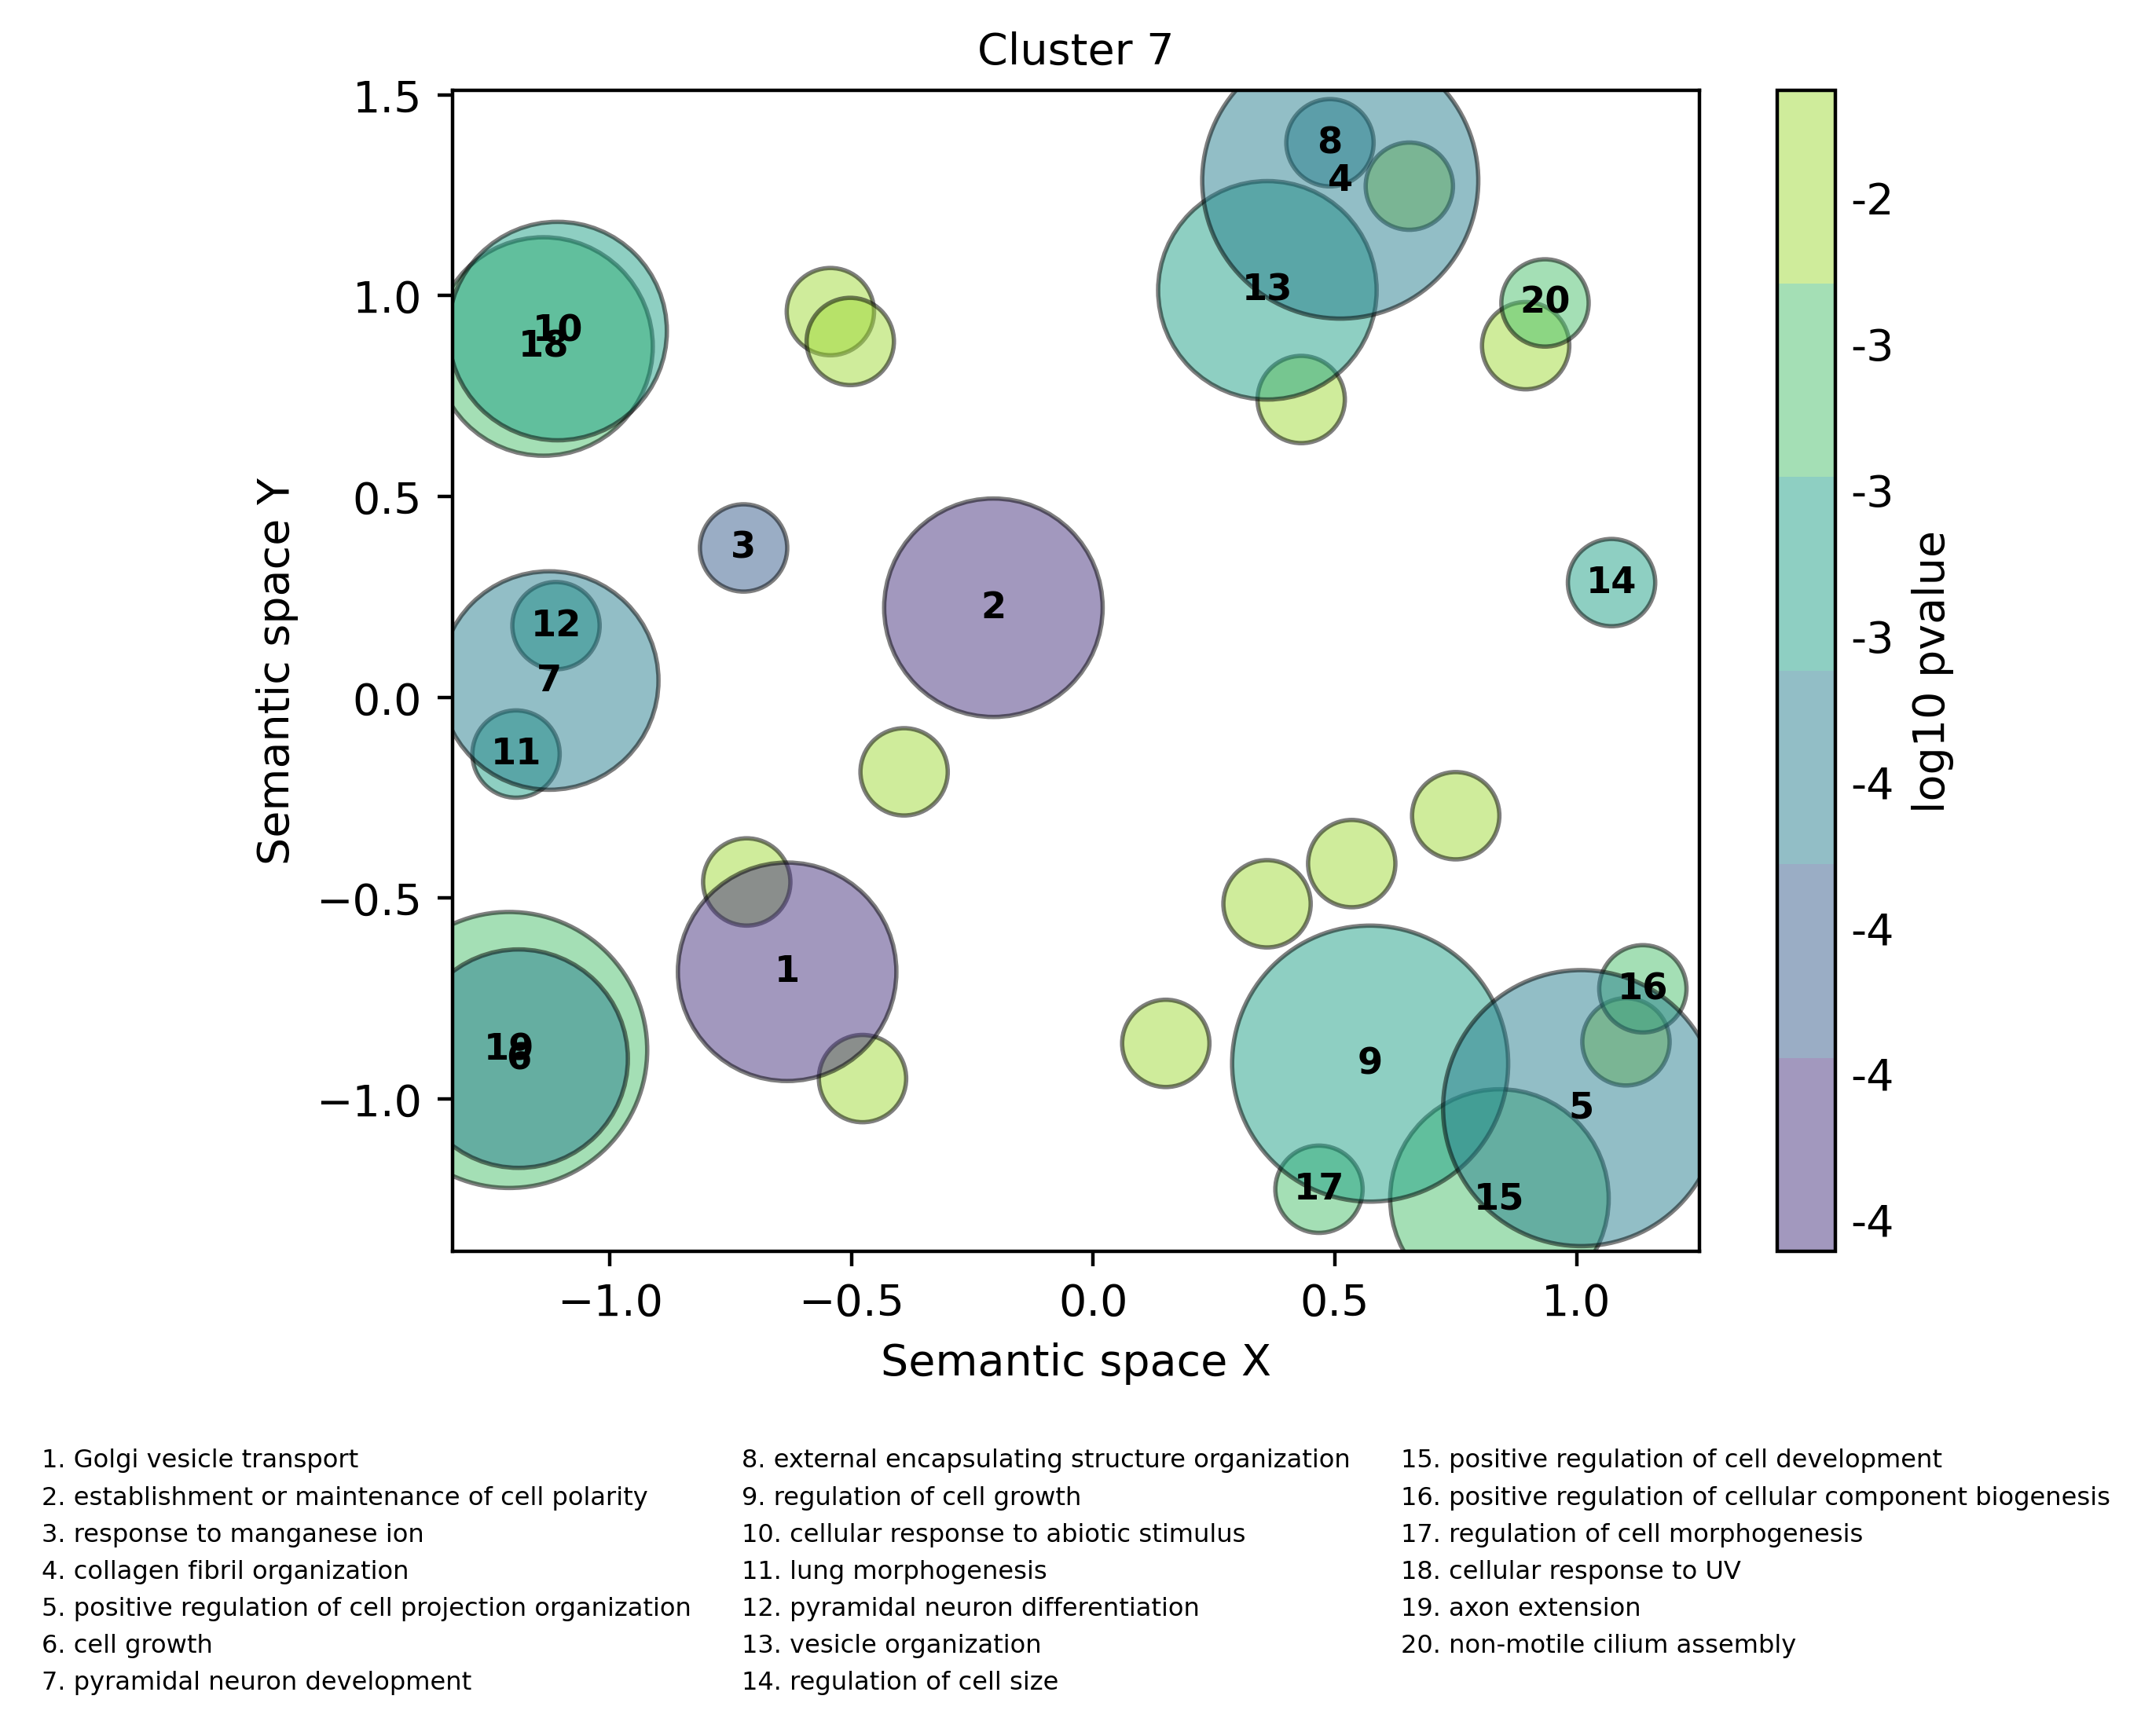 Cluster 7
1.5
1.0
0.5
0.0
−0.5
−1.0
Semantic space Y
8
4
13
20
10
18
3
2
14
12
7
11
1
16
9
5
19
6
17
15
−1.0 −0.5 0.0 0.5 1.0
Semantic space X
-2
-3
-3
-3
-4
-4
-4
-4
log10 pvalue
1. Golgi vesicle transport
2. establishment or maintenance of cell polarity
3. response to manganese ion
4. collagen fibril organization
5. positive regulation of cell projection organization
6. cell growth
7. pyramidal neuron development
8. external encapsulating structure organization
9. regulation of cell growth
10. cellular response to abiotic stimulus
11. lung morphogenesis
12. pyramidal neuron differentiation
13. vesicle organization
14. regulation of cell size
15. positive regulation of cell development
16. positive regulation of cellular component biogenesis
17. regulation of cell morphogenesis
18. cellular response to UV
19. axon extension
20. non-motile cilium assembly